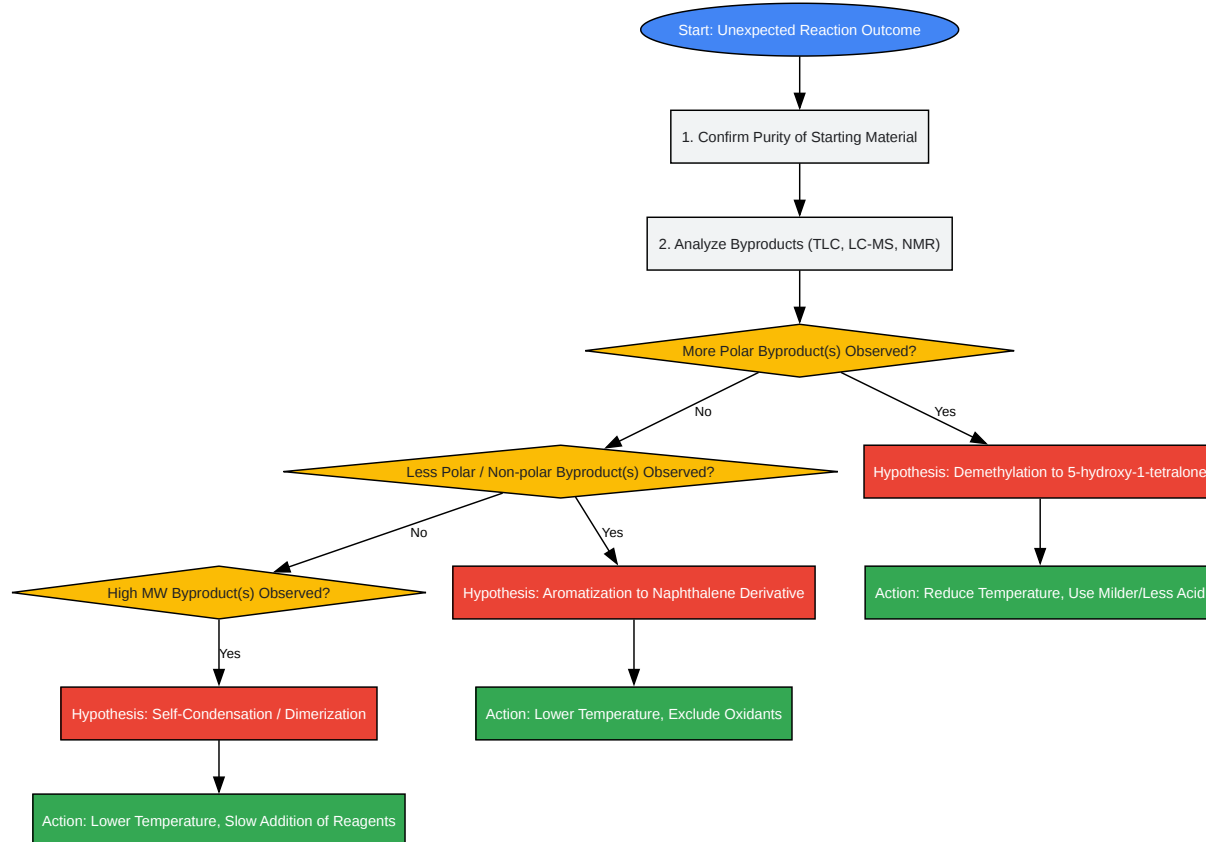 Start: Unexpected Reaction Outcome
1. Confirm Purity of Starting Material
2. Analyze Byproducts (TLC, LC-MS, NMR)
More Polar Byproduct(s) Observed?
No
Yes
Less Polar / Non-polar Byproduct(s) Observed?
Hypothesis: Demethylation to 5-hydroxy-1-tetralone
No
Yes
High MW Byproduct(s) Observed?
Hypothesis: Aromatization to Naphthalene Derivative
Action: Reduce Temperature, Use Milder/Less Acid
Yes
Hypothesis: Self-Condensation / Dimerization
Action: Lower Temperature, Exclude Oxidants
Action: Lower Temperature, Slow Addition of Reagents